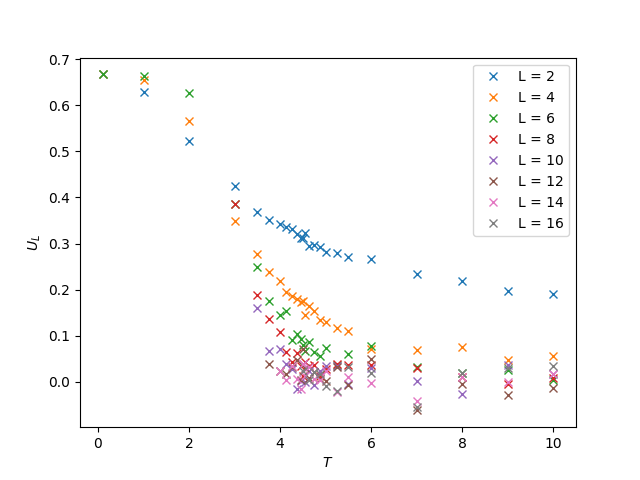 0.7
0.6
0.5
0.4
0.3
0.2
0.1
0.0
U_L
0 2 4 6 8 10
T
L = 2
L = 4
L = 6
L = 8
L = 10
L = 12
L = 14
L = 16